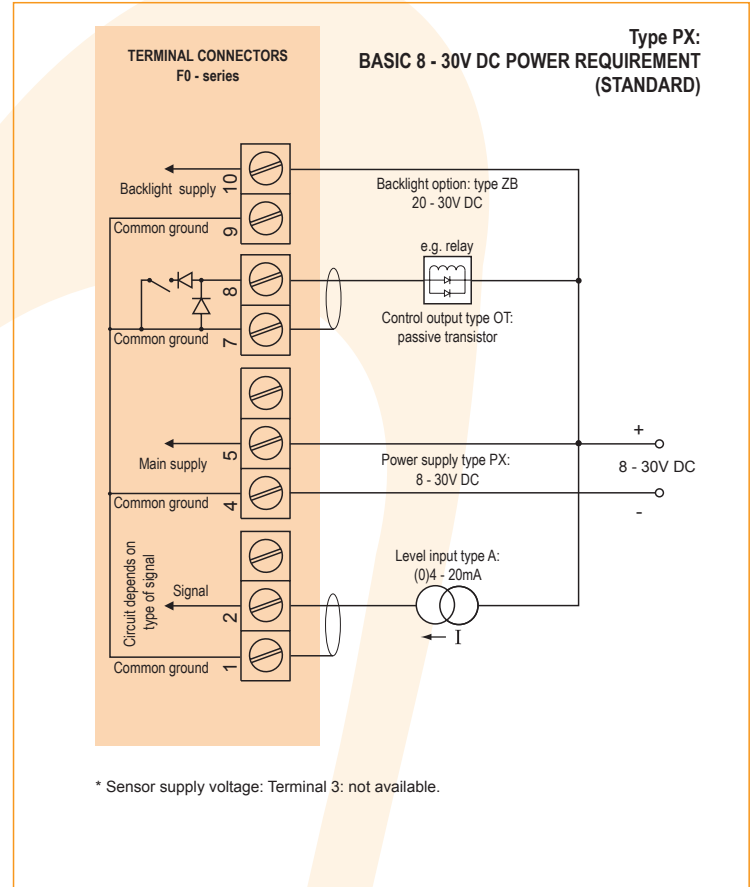 Type PX:
BASIC 8 - 30V DC POWER REQUIREMENT
(STANDARD)
TERMINAL CONNECTORS
F0 - series
Backlight supply
10
Backlight option: type ZB
20 - 30V DC
Common ground
9
e.g. relay
8
Control output type OT:
passive transistor
Common ground
7
+
Main supply
5
Power supply type PX:
8 - 30V DC
8 - 30V DC
Common ground
4
-
Circuit depends on
type of signal
Level input type A:
(0)4 - 20mA
Signal
2
I
Common ground
1
* Sensor supply voltage: Terminal 3: not available.